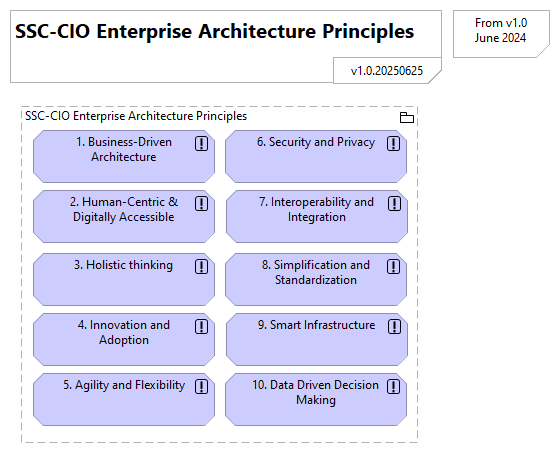 SSC-CIO Enterprise Architecture Principles
v1.0.20250625
From v1.0
June 2024
SSC-CIO Enterprise Architecture Principles
1. Business-Driven
Architecture
2. Human-Centric &
Digitally Accessible
3. Holistic thinking
4. Innovation and
Adoption
5. Agility and Flexibility
6. Security and Privacy
7. Interoperability and
Integration
8. Simplification and
Standardization
9. Smart Infrastructure
10. Data Driven Decision
Making